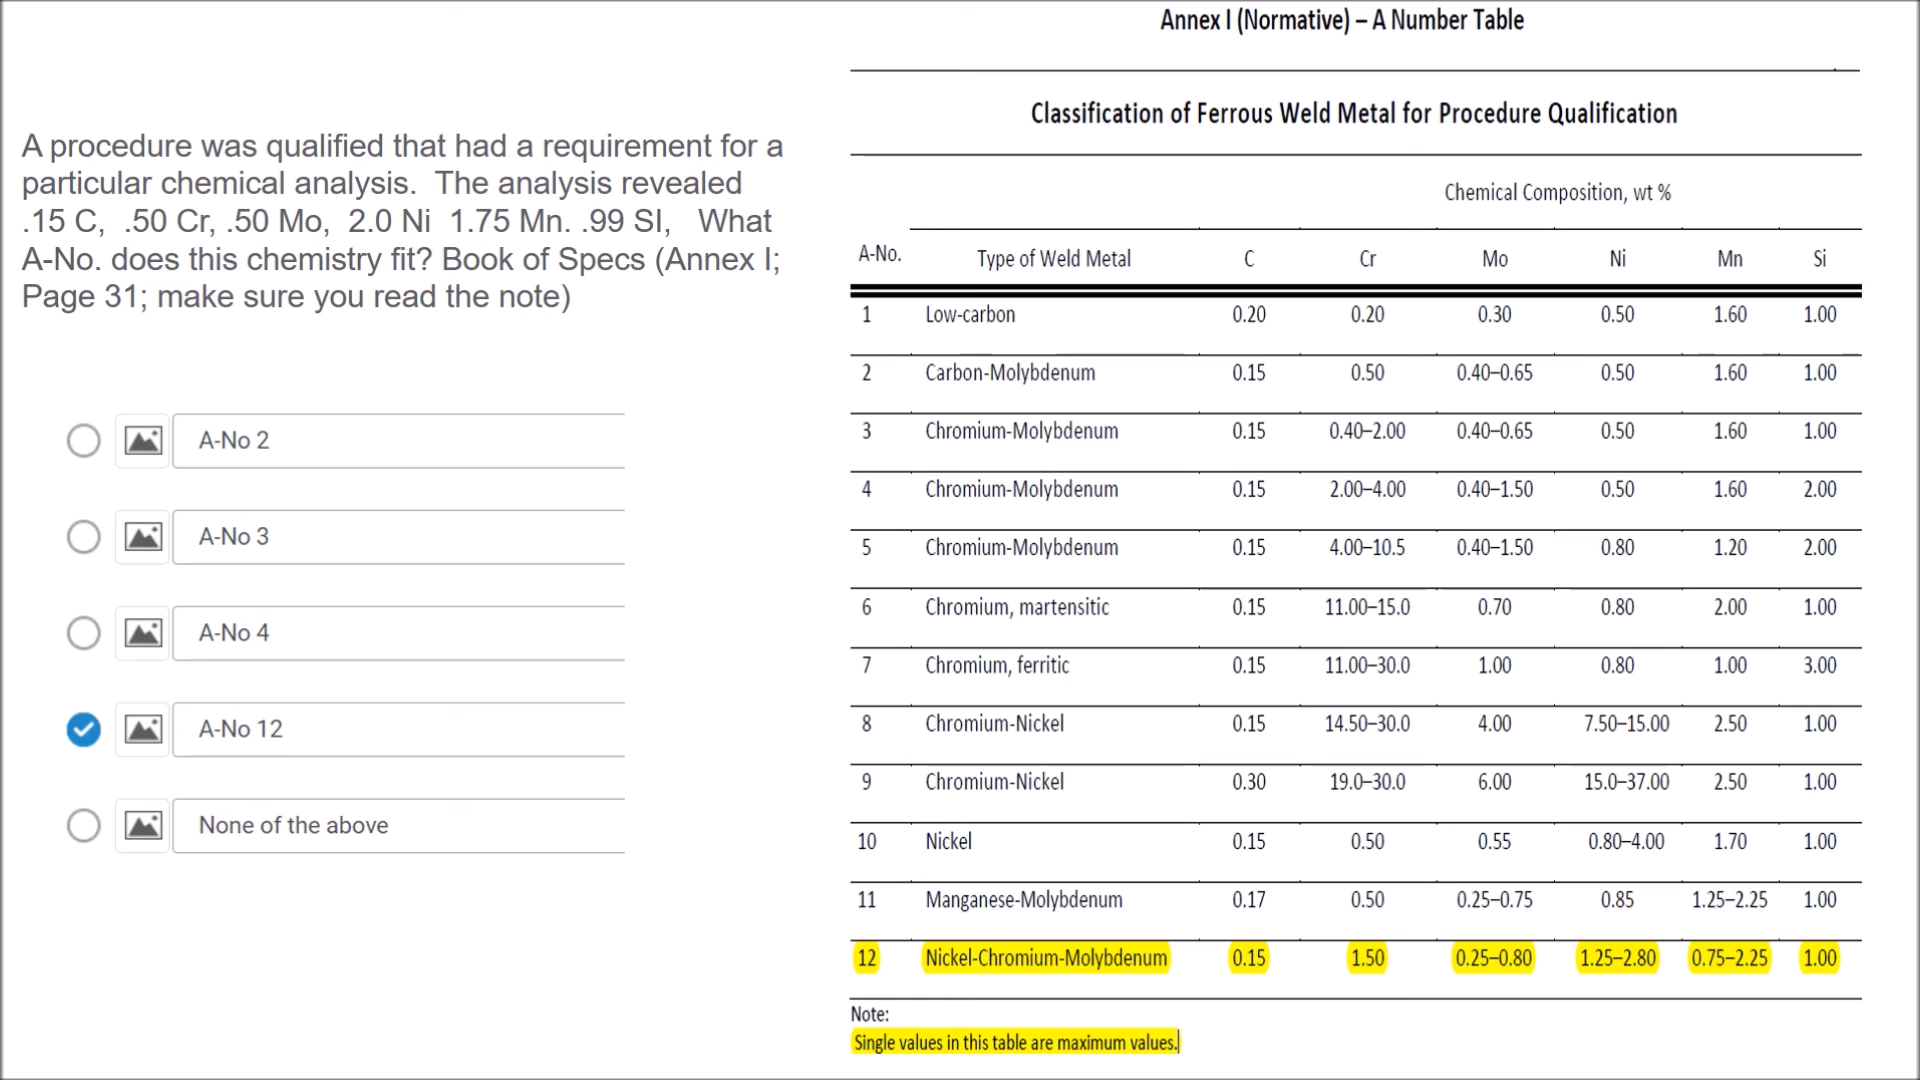 Annex I (Normative) – A Number Table
Classification of Ferrous Weld Metal for Procedure Qualification
A procedure was qualified that had a requirement for a
particular chemical analysis.  The analysis revealed
.15 C,  .50 Cr, .50 Mo,  2.0 Ni  1.75 Mn. .99 SI,   What
A-No. does this chemistry fit? Book of Specs (Annex I;
Page 31; make sure you read the note)
A-No 2
A-No 3
A-No 4
A-No 12
None of the above
Chemical Composition, wt %
A-No. Type of Weld Metal C Cr Mo Ni Mn Si
1 Low-carbon 0.20 0.20 0.30 0.50 1.60 1.00
2 Carbon-Molybdenum 0.15 0.50 0.40–0.65 0.50 1.60 1.00
3 Chromium-Molybdenum 0.15 0.40–2.00 0.40–0.65 0.50 1.60 1.00
4 Chromium-Molybdenum 0.15 2.00–4.00 0.40–1.50 0.50 1.60 2.00
5 Chromium-Molybdenum 0.15 4.00–10.5 0.40–1.50 0.80 1.20 2.00
6 Chromium, martensitic 0.15 11.00–15.0 0.70 0.80 2.00 1.00
7 Chromium, ferritic 0.15 11.00–30.0 1.00 0.80 1.00 3.00
8 Chromium-Nickel 0.15 14.50–30.0 4.00 7.50–15.00 2.50 1.00
9 Chromium-Nickel 0.30 19.0–30.0 6.00 15.0–37.00 2.50 1.00
10 Nickel 0.15 0.50 0.55 0.80–4.00 1.70 1.00
11 Manganese-Molybdenum 0.17 0.50 0.25–0.75 0.85 1.25–2.25 1.00
12 Nickel-Chromium-Molybdenum 0.15 1.50 0.25–0.80 1.25–2.80 0.75–2.25 1.00
Note:
Single values in this table are maximum values.